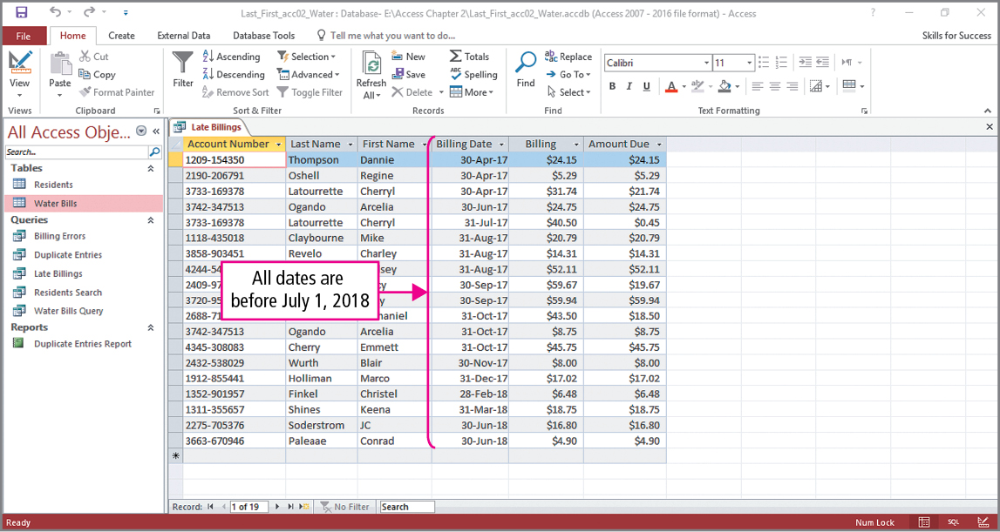 Last_First_acc02_Water : Database- E:\Access Chapter 2\Last_First_acc02_Water.accdb (Access 2007 - 2016 file format) - Access
?
File Home Create External Data Database Tools Tell me what you want to do... Skills for Success
View
Paste
Cut
Copy
Format Painter
Filter
Ascending
Descending
Remove Sort
Selection
Advanced
Toggle Filter
Refresh
All
New
Save
Delete
Totals
Spelling
More
Find
Replace
Go To
Select
Calibri 11
B I U
Views Clipboard Sort & Filter Records Find Text Formatting
All Access Obje...
Search...
Tables
Residents
Water Bills
Queries
Billing Errors
Duplicate Entries
Late Billings
Residents Search
Water Bills Query
Reports
Duplicate Entries Report
Late Billings
Account Number Last Name First Name Billing Date Billing Amount Due
1209-154350 Thompson Dannie 30-Apr-17 $24.15 $24.15
2190-206791 Oshell Regine 30-Apr-17 $5.29 $5.29
3733-169378 Latourrette Cherryl 30-Apr-17 $31.74 $21.74
3742-347513 Ogando Arcelia 30-Jun-17 $24.75 $24.75
3733-169378 Latourrette Cherryl 31-Jul-17 $40.50 $0.45
1118-435018 Claybourne Mike 31-Aug-17 $20.79 $20.79
3858-903451 Revelo Charley 31-Aug-17 $14.31 $14.31
4244-54 sey 31-Aug-17 $52.11 $52.11
2409-97 cy 30-Sep-17 $59.67 $19.67
3720-95 y 30-Sep-17 $59.94 $59.94
2688-71 haniel 31-Oct-17 $43.50 $18.50
3742-347513 Ogando Arcelia 31-Oct-17 $8.75 $8.75
4345-308083 Cherry Emmett 31-Oct-17 $45.75 $45.75
2432-538029 Wurth Blair 30-Nov-17 $8.00 $8.00
1912-855441 Holliman Marco 31-Dec-17 $17.02 $17.02
1352-901957 Finkel Christel 28-Feb-18 $6.48 $6.48
1311-355657 Shines Keena 31-Mar-18 $18.75 $18.75
2275-705376 Soderstrom JC 30-Jun-18 $16.80 $16.80
3663-670946 Paleaae Conrad 30-Jun-18 $4.90 $4.90
All dates are
before July 1, 2018
Record: 1 of 19 No Filter Search
Ready Num Lock SQL